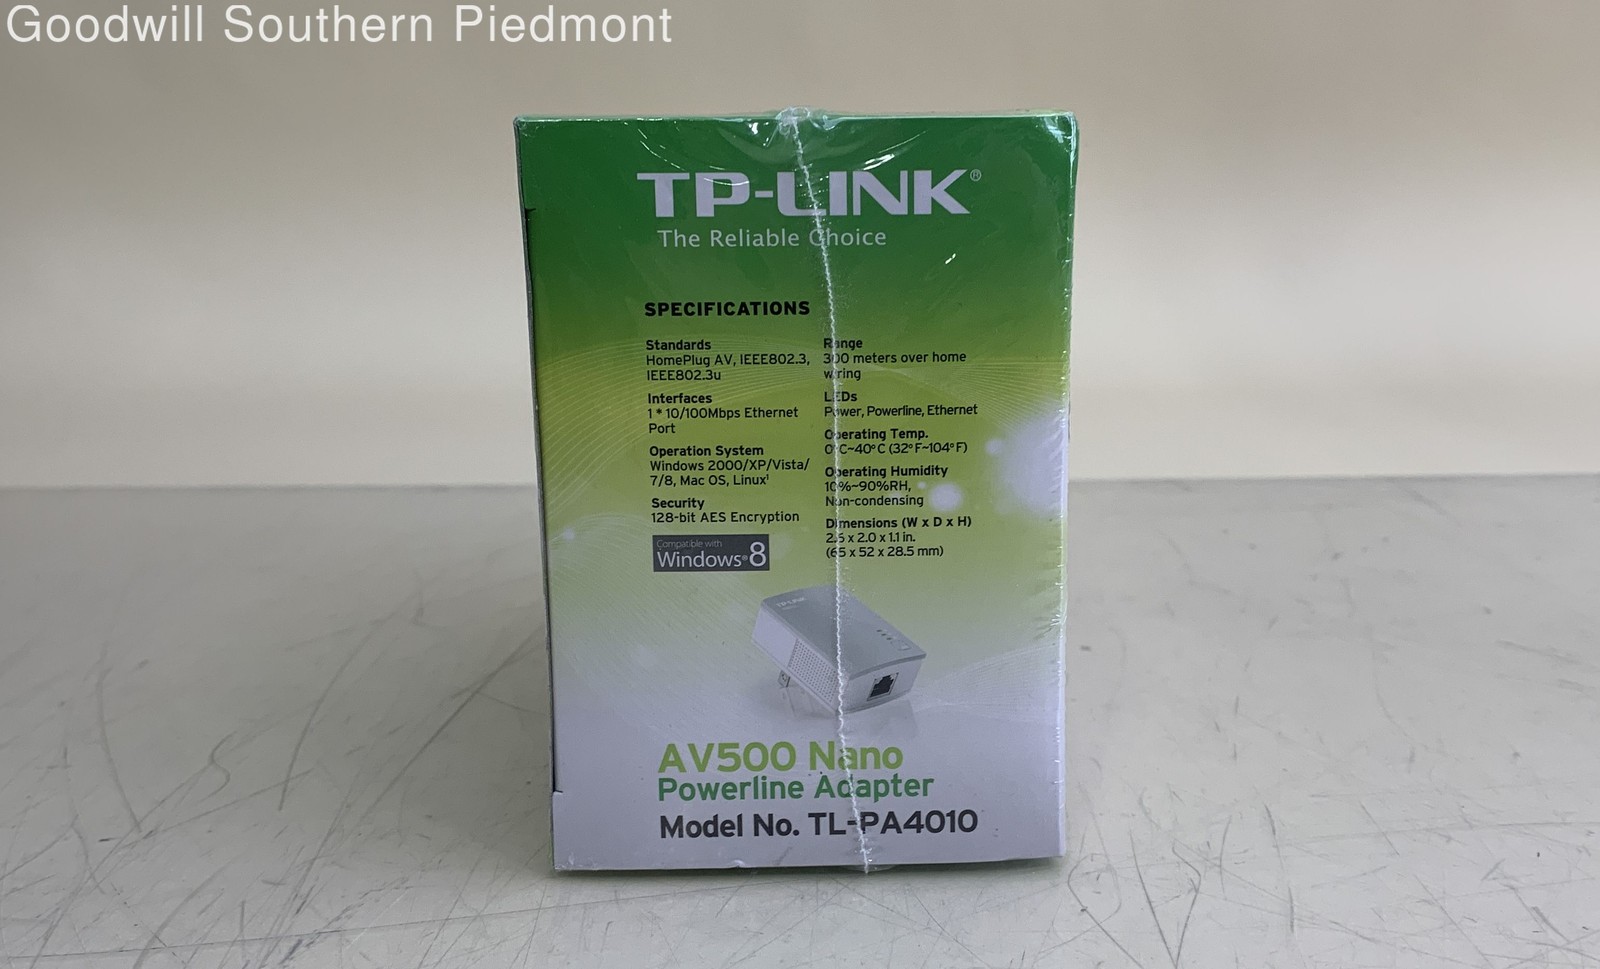 Goodwill Southern Piedmont
TP-LINK®
The Reliable Choice
SPECIFICATIONS
Standards
HomePlug AV, IEEE802.3,
IEEE802.3u
Interfaces
1 * 10/100Mbps Ethernet
Port
Operation System
Windows 2000/XP/Vista/
7/8, Mac OS, Linux¹
Security
128-bit AES Encryption
Compatible with
Windows®8
Range
300 meters over home
wiring
LEDs
Power, Powerline, Ethernet
Operating Temp.
0°C~40°C (32°F~104°F)
Operating Humidity
10%~90%RH,
Non-condensing
Dimensions (W x D x H)
2.6 x 2.0 x 1.1 in.
(65 x 52 x 28.5 mm)
TP-LINK
AV500 Nano
Powerline Adapter
Model No. TL-PA4010